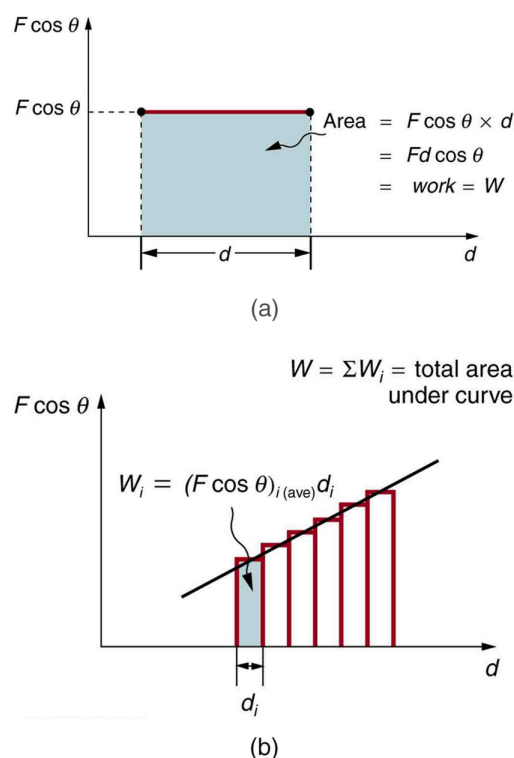 F cos θ
F cos θ
Area = F cos θ × d
= Fd cos θ
= work = W
d
d
(a)
W = ΣWᵢ = total area
under curve
F cos θ
Wᵢ = (F cos θ)ᵢ₍ₐᵥₑ₎dᵢ
d
dᵢ
(b)